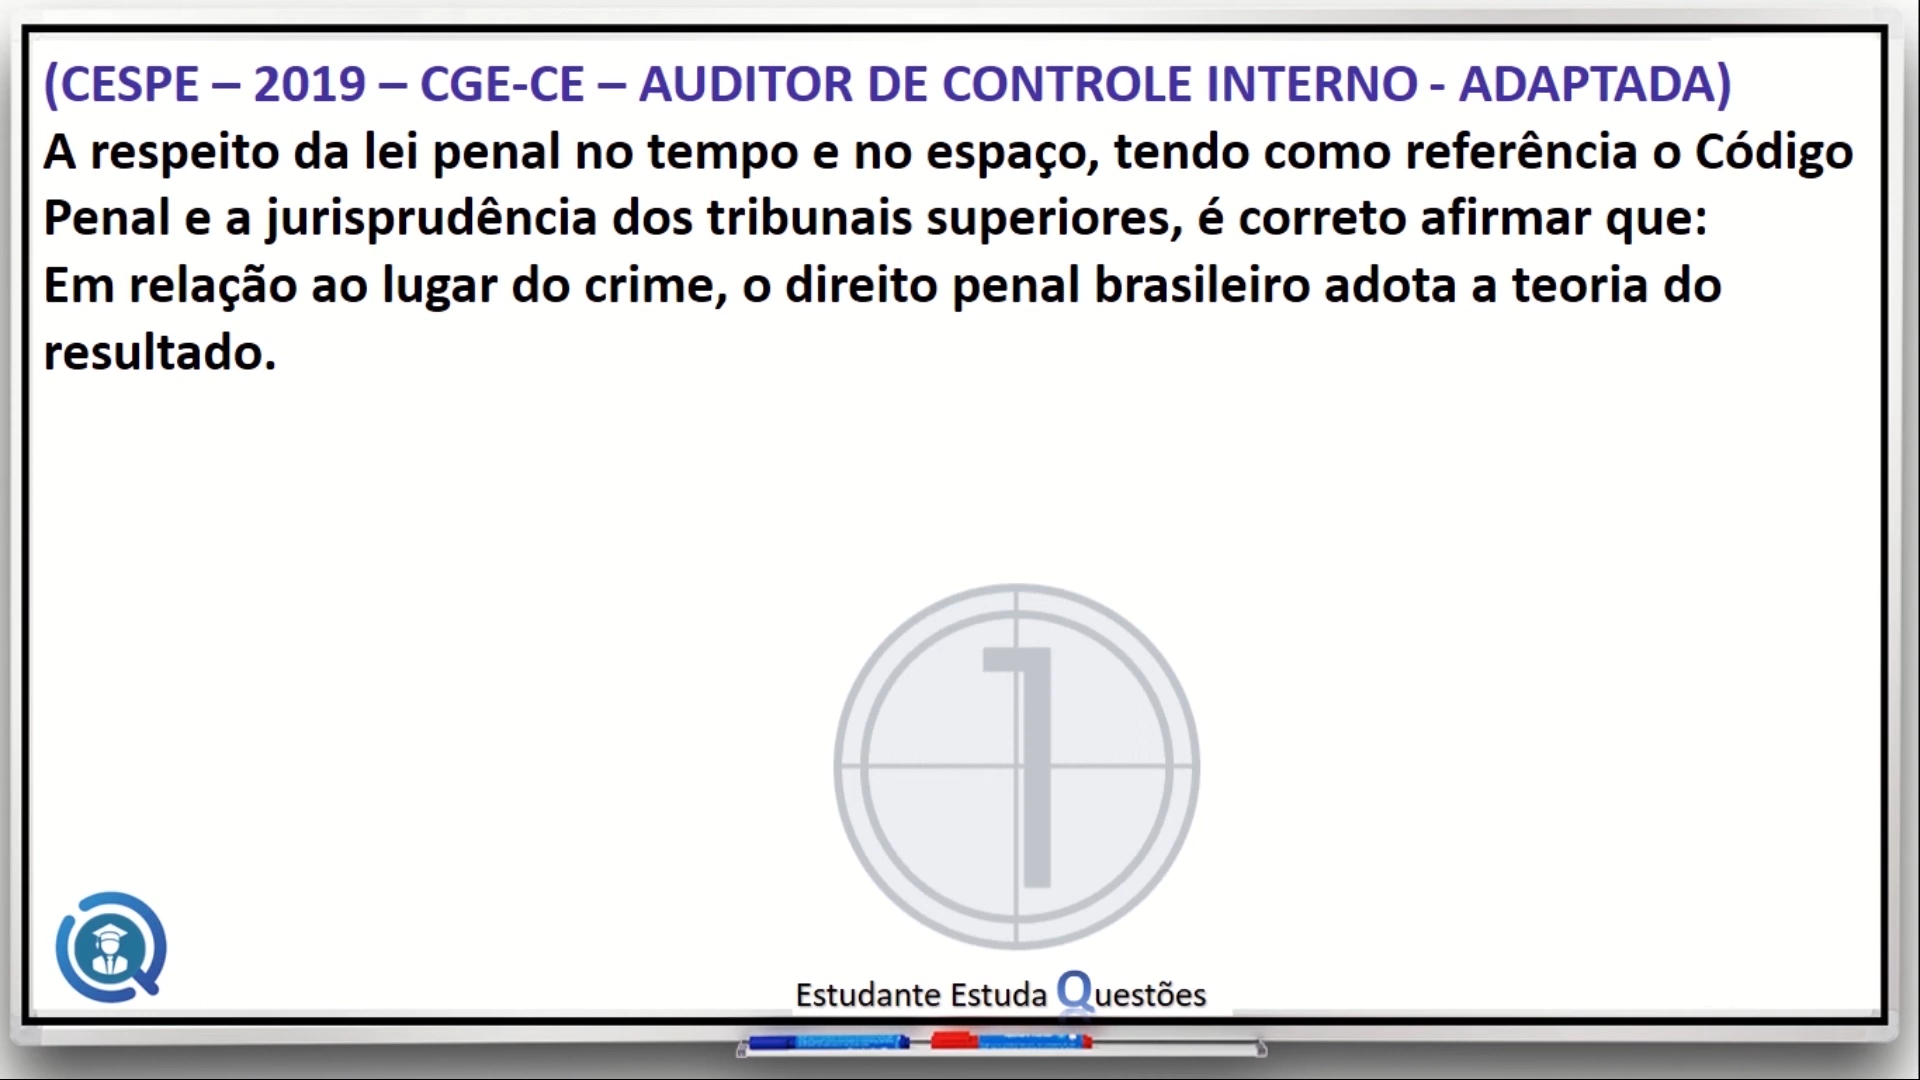 (CESPE – 2019 – CGE-CE – AUDITOR DE CONTROLE INTERNO - ADAPTADA)
A respeito da lei penal no tempo e no espaço, tendo como referência o Código
Penal e a jurisprudência dos tribunais superiores, é correto afirmar que:
Em relação ao lugar do crime, o direito penal brasileiro adota a teoria do
resultado.
1
Estudante Estuda Questões